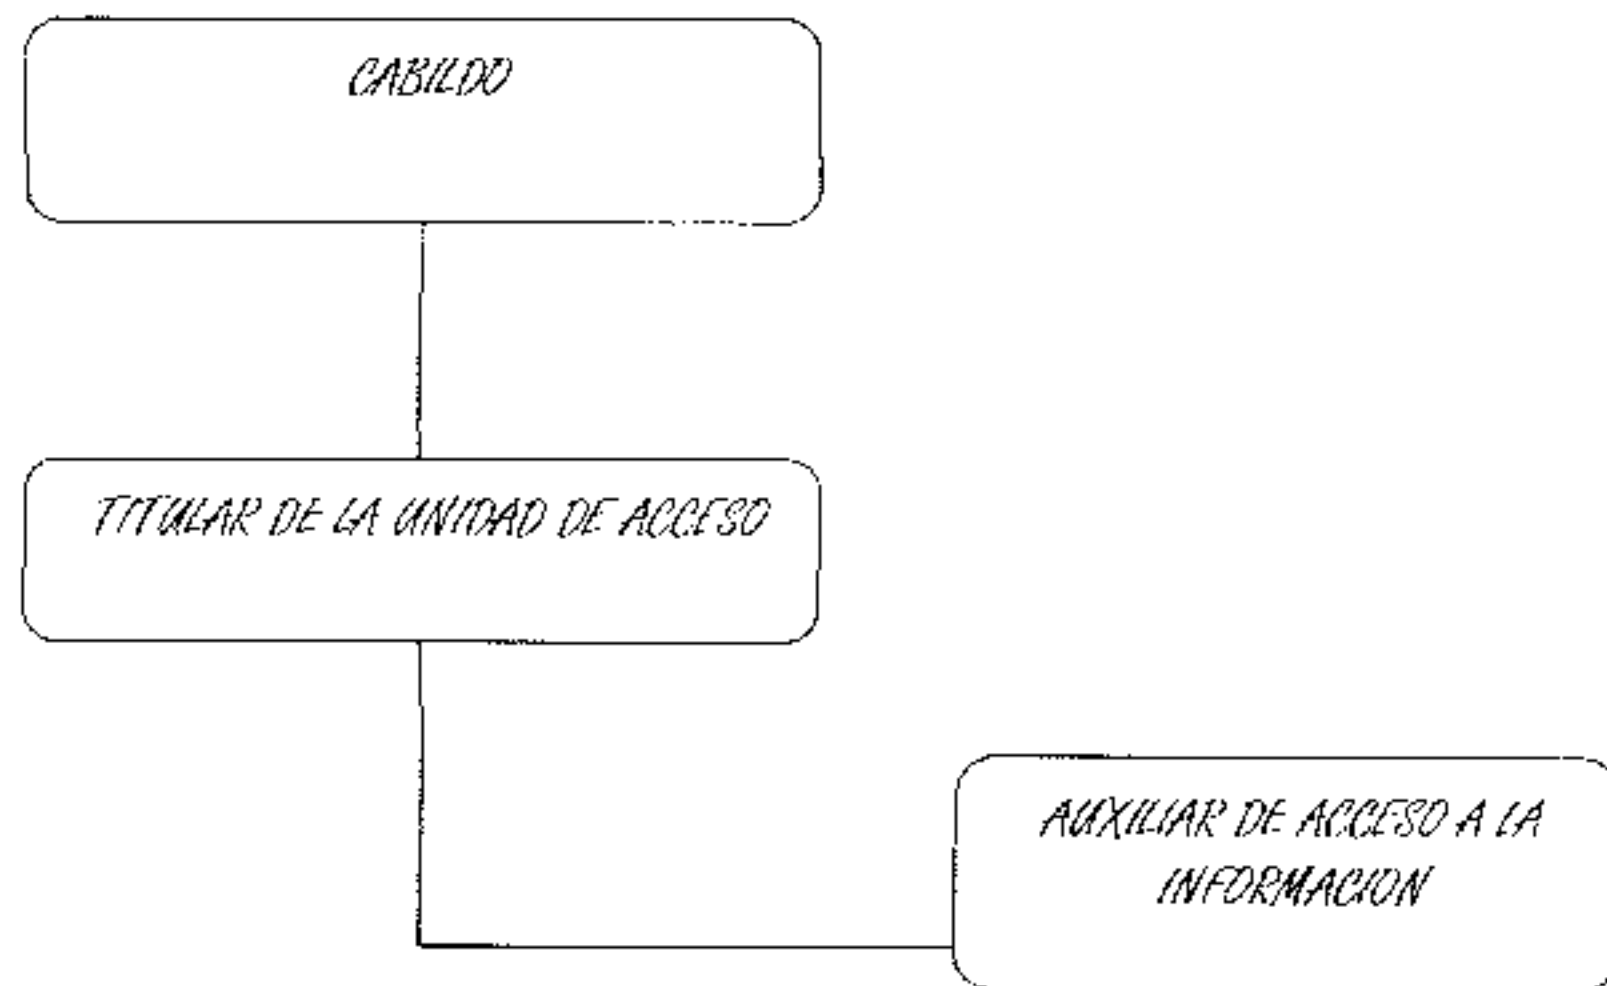 CABILDO
TITULAR DE LA UNIDAD DE ACCESO
AUXILIAR DE ACCESO A LA
INFORMACION